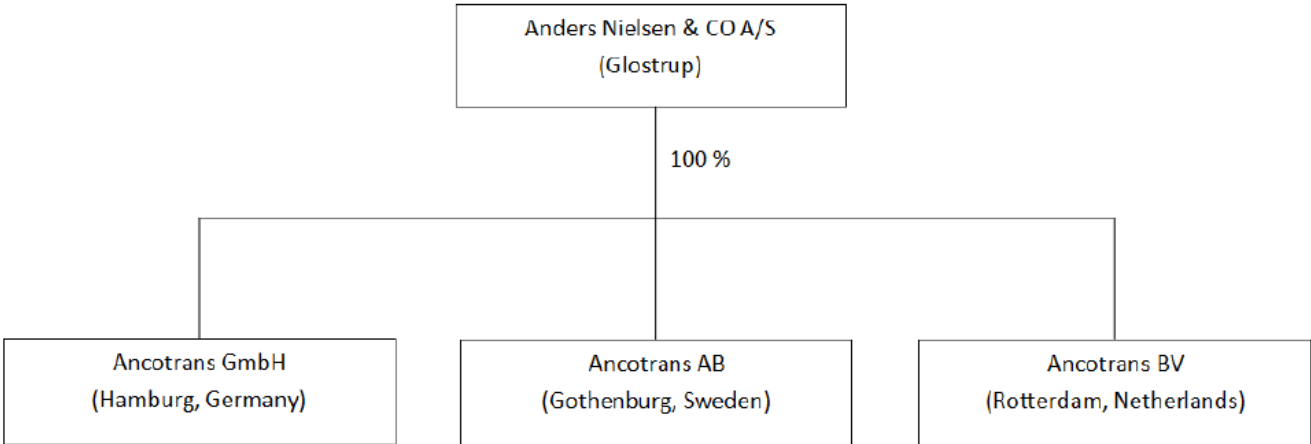 Anders Nielsen & CO A/S
(Glostrup)
100 %
Ancotrans GmbH
(Hamburg, Germany)
Ancotrans AB
(Gothenburg, Sweden)
Ancotrans BV
(Rotterdam, Netherlands)